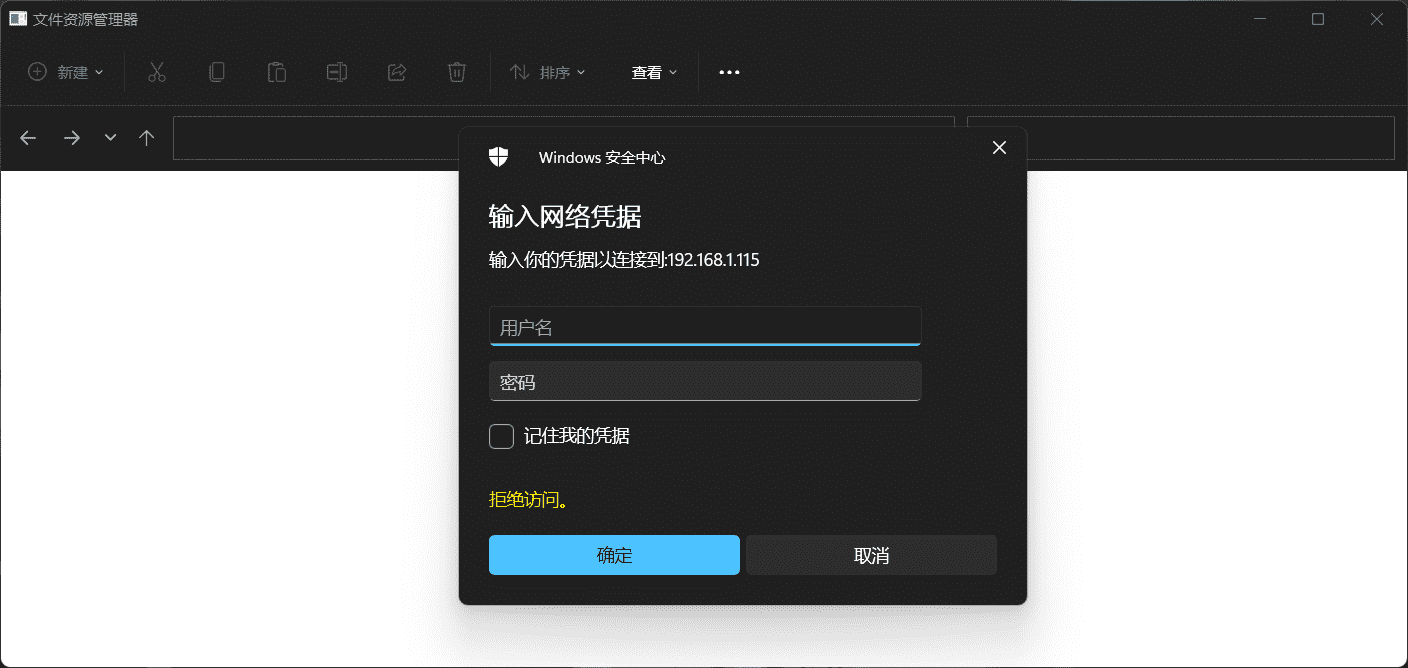 文件资源管理器
新建
排序
查看
Windows 安全中心
输入网络凭据
输入你的凭据以连接到:192.168.1.115
用户名
密码
记住我的凭据
拒绝访问。
确定
取消